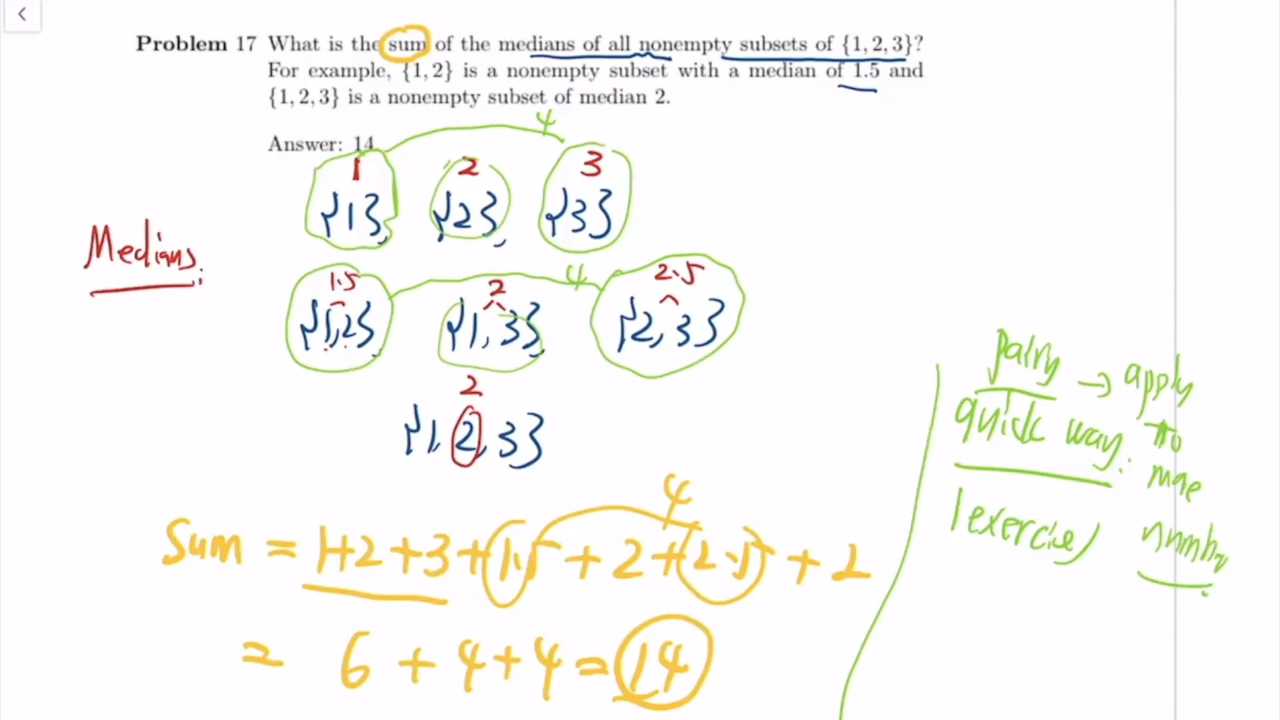 Problem 17 What is the sum of the medians of all nonempty subsets of {1, 2, 3}?
For example, {1, 2} is a nonempty subset with a median of 1.5 and
{1, 2, 3} is a nonempty subset of median 2.
Answer: 14
4
1 2 3
{1}, {2}, {3}
Medians:
4
1.5 2 2.5
{1,2}, {1, 3}, {2, 3}
2
{1, 2, 3}
4
Sum = 1+2+3+1.5+2+2.5+2
= 6+4+4=14
→ apply
quick way:
to
(exercise)